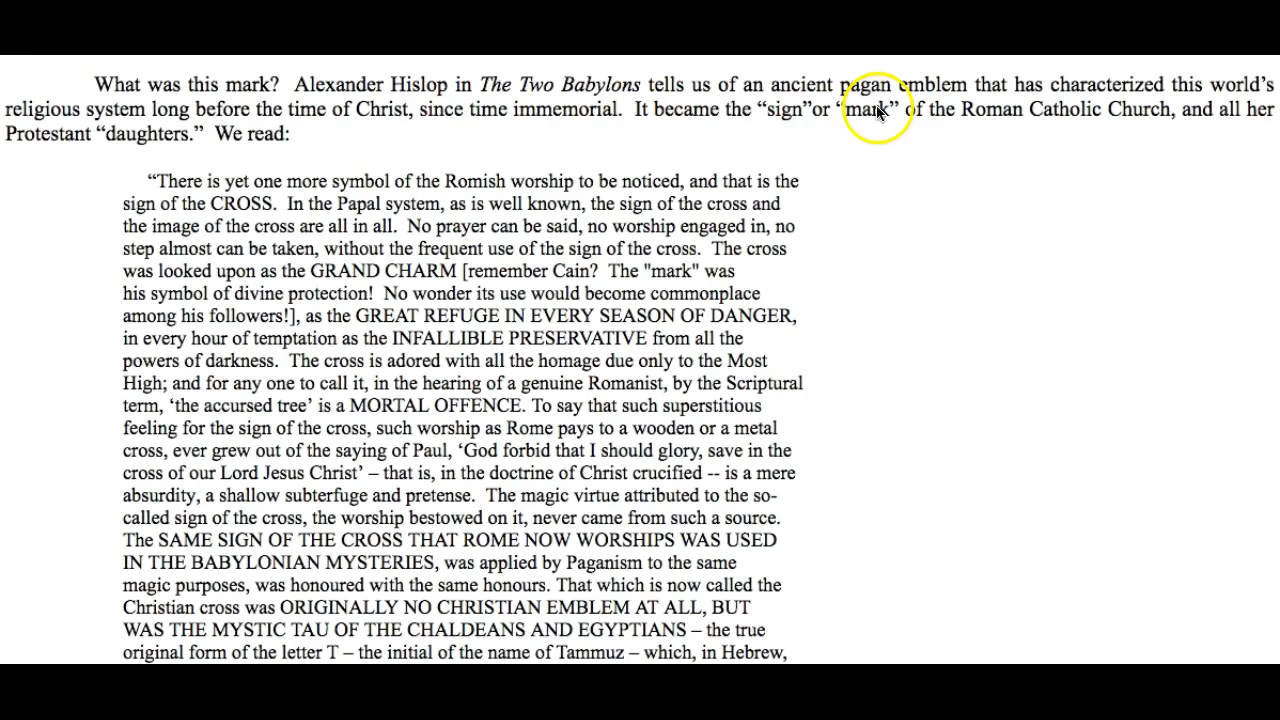 What was this mark? Alexander Hislop in The Two Babylons tells us of an ancient pagan emblem that has characterized this world's
religious system long before the time of Christ, since time immemorial. It became the “sign”or “mark” of the Roman Catholic Church, and all her
Protestant “daughters.” We read:
“There is yet one more symbol of the Romish worship to be noticed, and that is the
sign of the CROSS. In the Papal system, as is well known, the sign of the cross and
the image of the cross are all in all. No prayer can be said, no worship engaged in, no
step almost can be taken, without the frequent use of the sign of the cross. The cross
was looked upon as the GRAND CHARM [remember Cain? The "mark" was
his symbol of divine protection! No wonder its use would become commonplace
among his followers!], as the GREAT REFUGE IN EVERY SEASON OF DANGER,
in every hour of temptation as the INFALLIBLE PRESERVATIVE from all the
powers of darkness. The cross is adored with all the homage due only to the Most
High; and for any one to call it, in the hearing of a genuine Romanist, by the Scriptural
term, ‘the accursed tree’ is a MORTAL OFFENCE. To say that such superstitious
feeling for the sign of the cross, such worship as Rome pays to a wooden or a metal
cross, ever grew out of the saying of Paul, ‘God forbid that I should glory, save in the
cross of our Lord Jesus Christ’ – that is, in the doctrine of Christ crucified -- is a mere
absurdity, a shallow subterfuge and pretense. The magic virtue attributed to the so-
called sign of the cross, the worship bestowed on it, never came from such a source.
The SAME SIGN OF THE CROSS THAT ROME NOW WORSHIPS WAS USED
IN THE BABYLONIAN MYSTERIES, was applied by Paganism to the same
magic purposes, was honoured with the same honours. That which is now called the
Christian cross was ORIGINALLY NO CHRISTIAN EMBLEM AT ALL, BUT
WAS THE MYSTIC TAU OF THE CHALDEANS AND EGYPTIANS – the true
original form of the letter T – the initial of the name of Tammuz – which, in Hebrew,